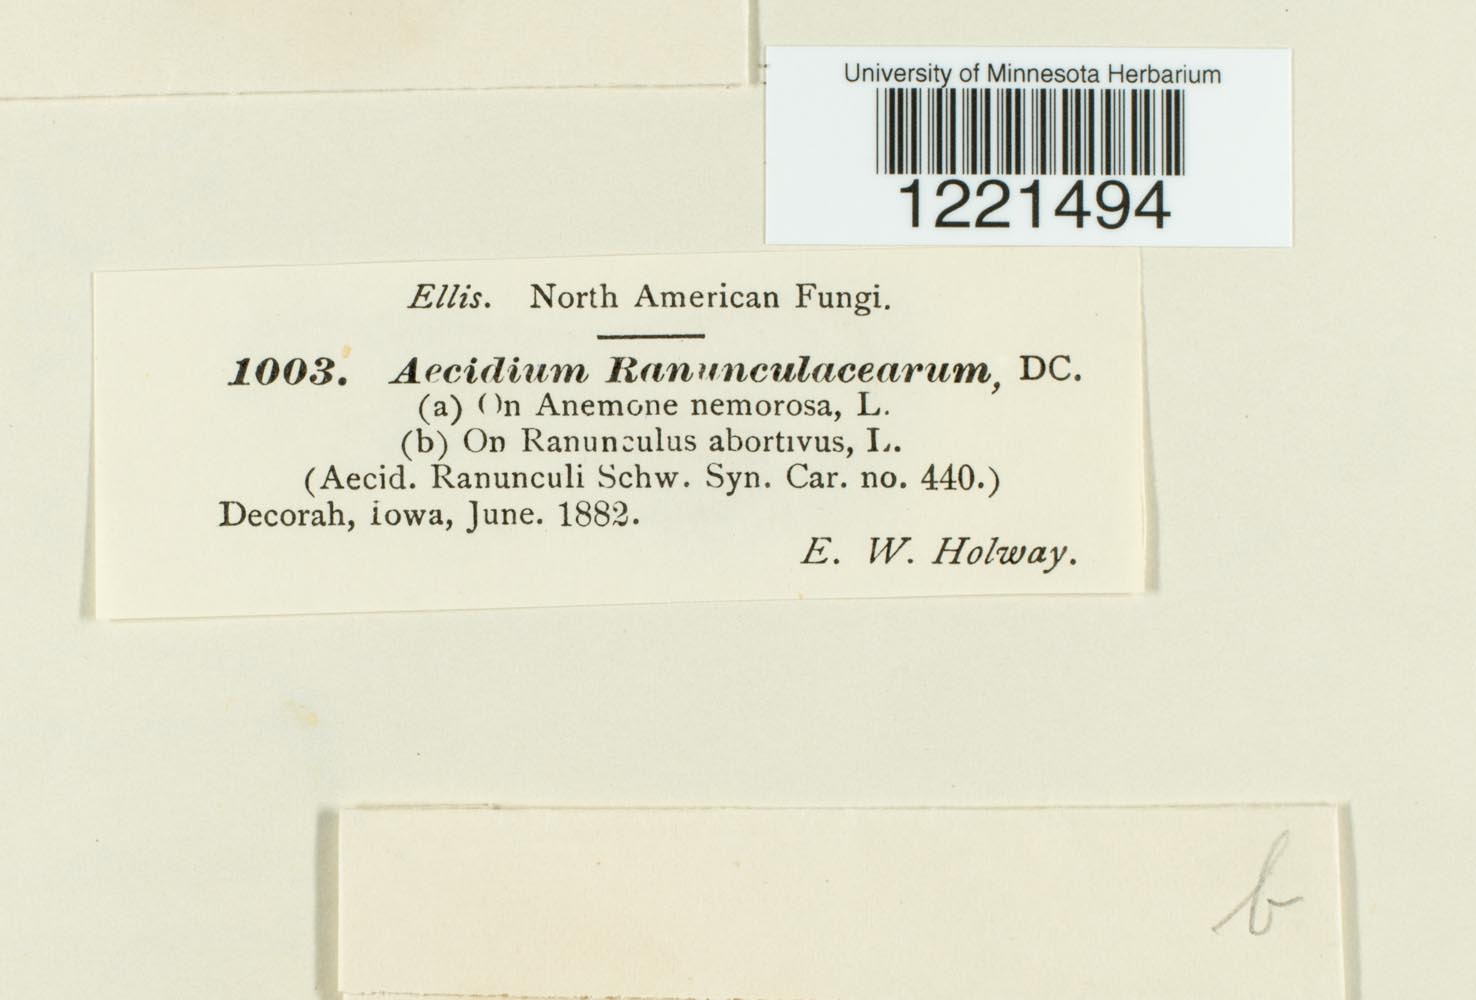 University of Minnesota Herbarium
1221494
Ellis. North American Fungi.
1003. Aecidium Ranunculacearum, DC.
(a) On Anemone nemorosa, L.
(b) On Ranunculus abortivus, L.
(Aecid. Ranunculi Schw. Syn. Car. no. 440.)
Decorah, iowa, June. 1882.
E. W. Holway.
b